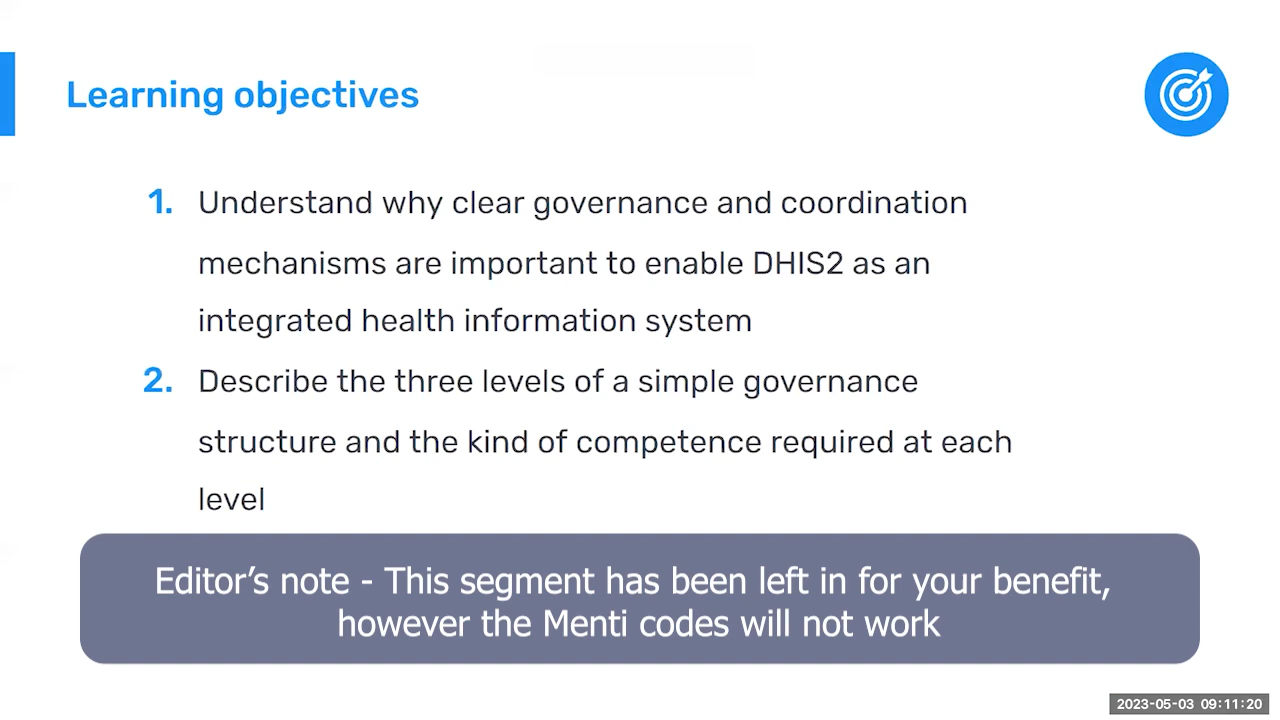 Learning objectives
1. Understand why clear governance and coordination
mechanisms are important to enable DHIS2 as an
integrated health information system
2. Describe the three levels of a simple governance
structure and the kind of competence required at each
level
Editor’s note - This segment has been left in for your benefit,
however the Menti codes will not work
2023-05-03 09:11:20